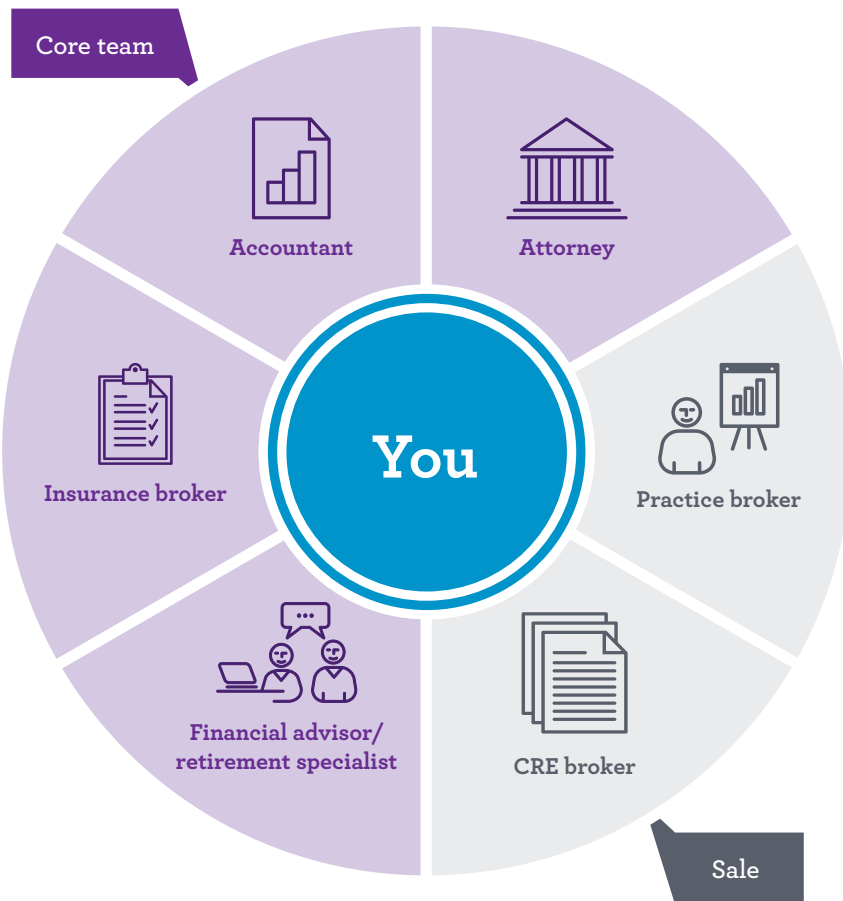 Core team
Accountant
Attorney
Insurance broker
You
Practice broker
Financial advisor/
retirement specialist
CRE broker
Sale